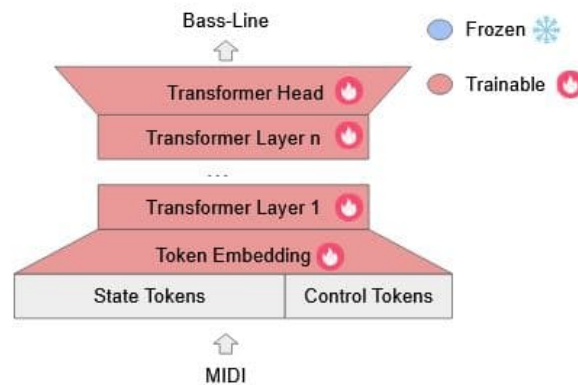 Bass-Line
Frozen
Trainable
Transformer Head
Transformer Layer n
...
Transformer Layer 1
Token Embedding
State Tokens
Control Tokens
MIDI